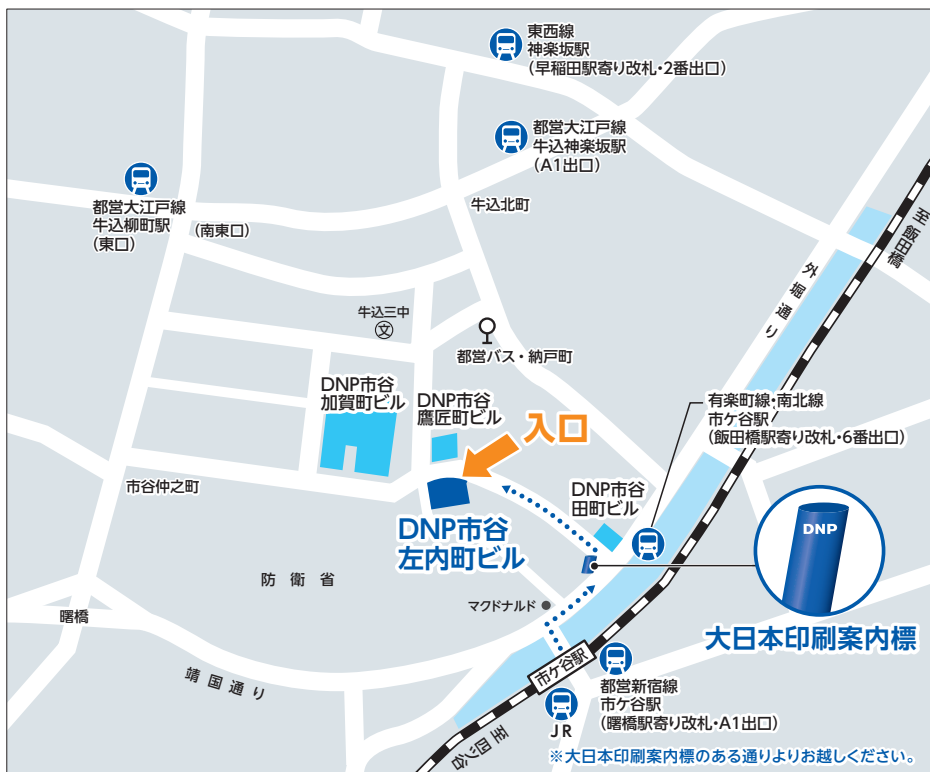 東西線
神楽坂駅
(早稲田駅寄り改札・2番出口)
都営大江戸線
牛込神楽坂駅
(A1出口)
都営大江戸線
牛込柳町駅
(東口)
(南東口)
牛込北町
至飯田橋
外堀通り
牛込三中
文
都営バス・納戸町
DNP市谷
加賀町ビル
DNP市谷
鷹匠町ビル
入口
有楽町線・南北線
市ケ谷駅
(飯田橋駅寄り改札・6番出口)
市谷仲之町
DNP市谷
左内町ビル
DNP市谷
田町ビル
DNP
大日本印刷案内標
防衛省
マクドナルド
曙橋
靖国通り
市ケ谷駅
都営新宿線
市ケ谷駅
(曙橋駅寄り改札・A1出口)
JR
至四ツ谷
※大日本印刷案内標のある通りよりお越しください。